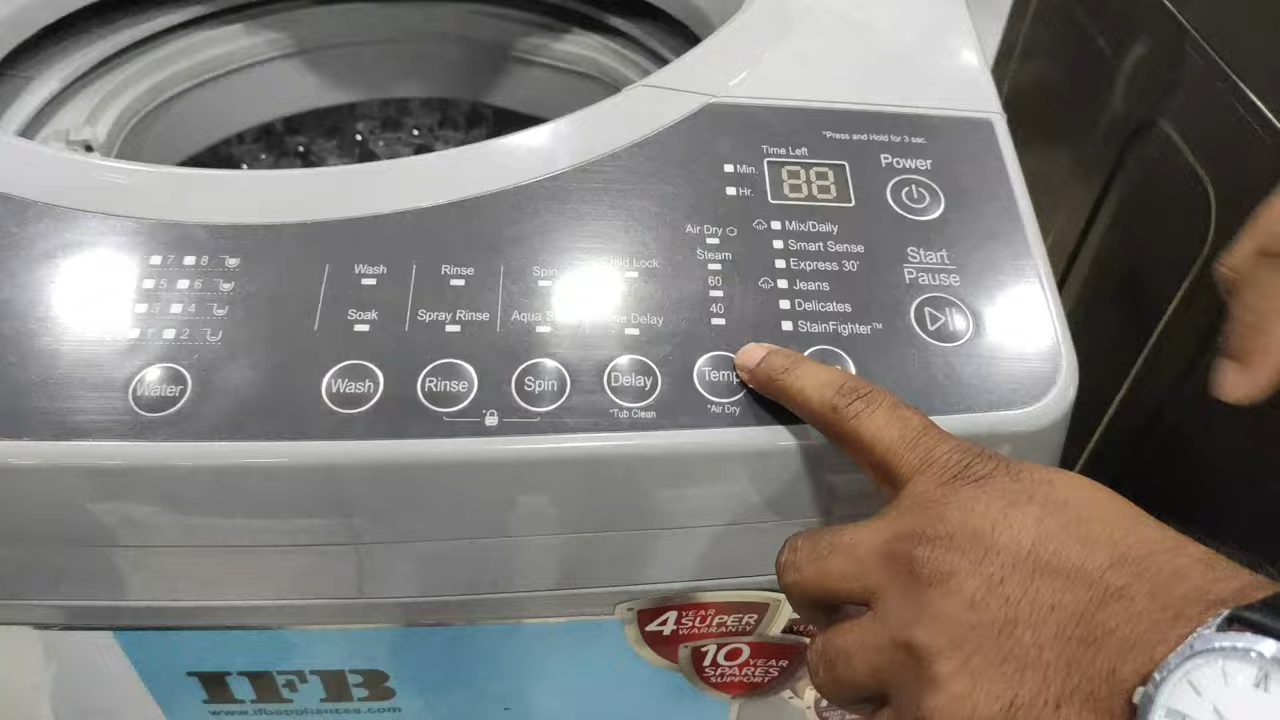 *Press and Hold for 3 sec.
Time Left
Min.
Hr.
88
Power
Air Dry
Steam
60
40
Mix/Daily
Smart Sense
Express 30'
Jeans
Delicates
StainFighter™
Start
Pause
7 8
5 6
3 4
1 2
Wash
Soak
Rinse
Spray Rinse
Spin
Aqua
Lock
Delay
Water
Wash
Rinse
Spin
Delay
*Tub Clean
Temp
*Air Dry
4 YEAR
SUPER
WARRANTY
10 YEAR
SPARES
SUPPORT
IFB
www.ifbappliances.com